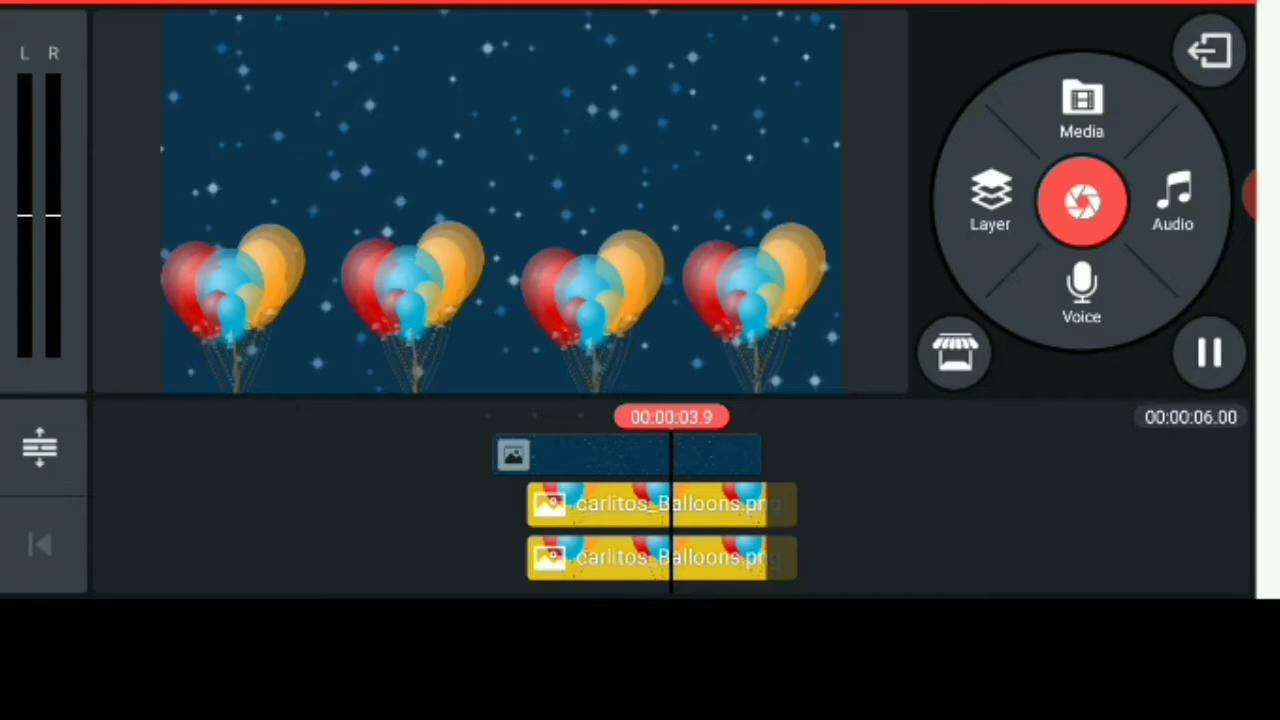 L R
Media
Layer
Audio
Voice
00:00:03.9
00:00:06.00
carlitos_Balloons.png
carlitos_Balloons.png